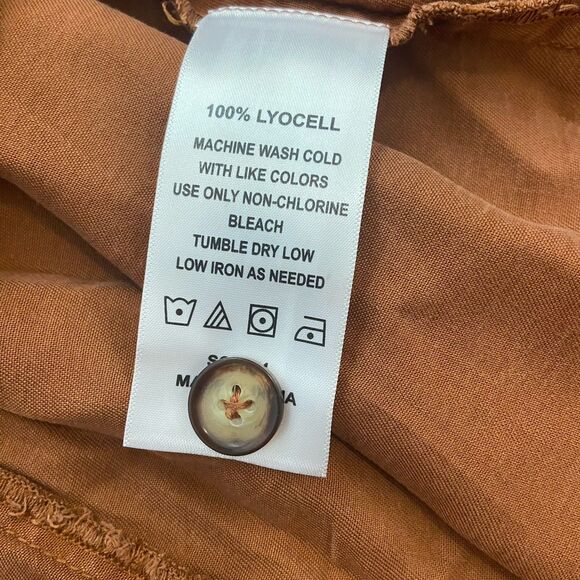 100% LYOCELL
MACHINE WASH COLD
WITH LIKE COLORS
USE ONLY NON-CHLORINE
BLEACH
TUMBLE DRY LOW
LOW IRON AS NEEDED